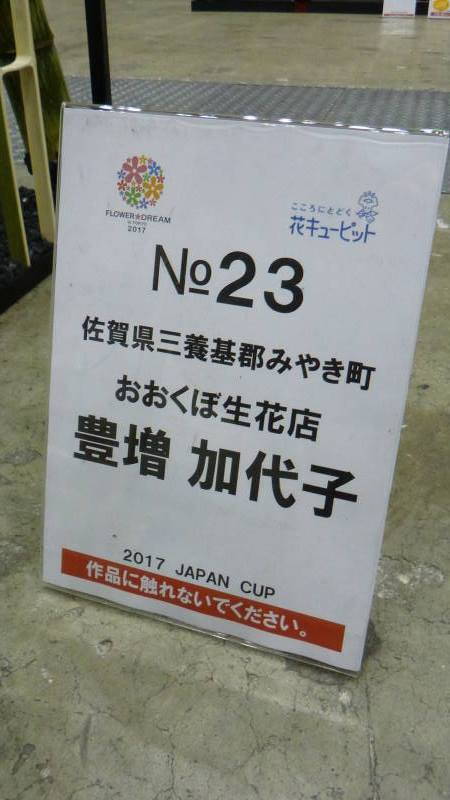 FLOWER★DREAM
in TOKYO
2017
こころにとどく
花キューピット
№23
佐賀県三養基郡みやき町
おおくぼ生花店
豊増 加代子
2017 JAPAN CUP
作品に触れないでください。